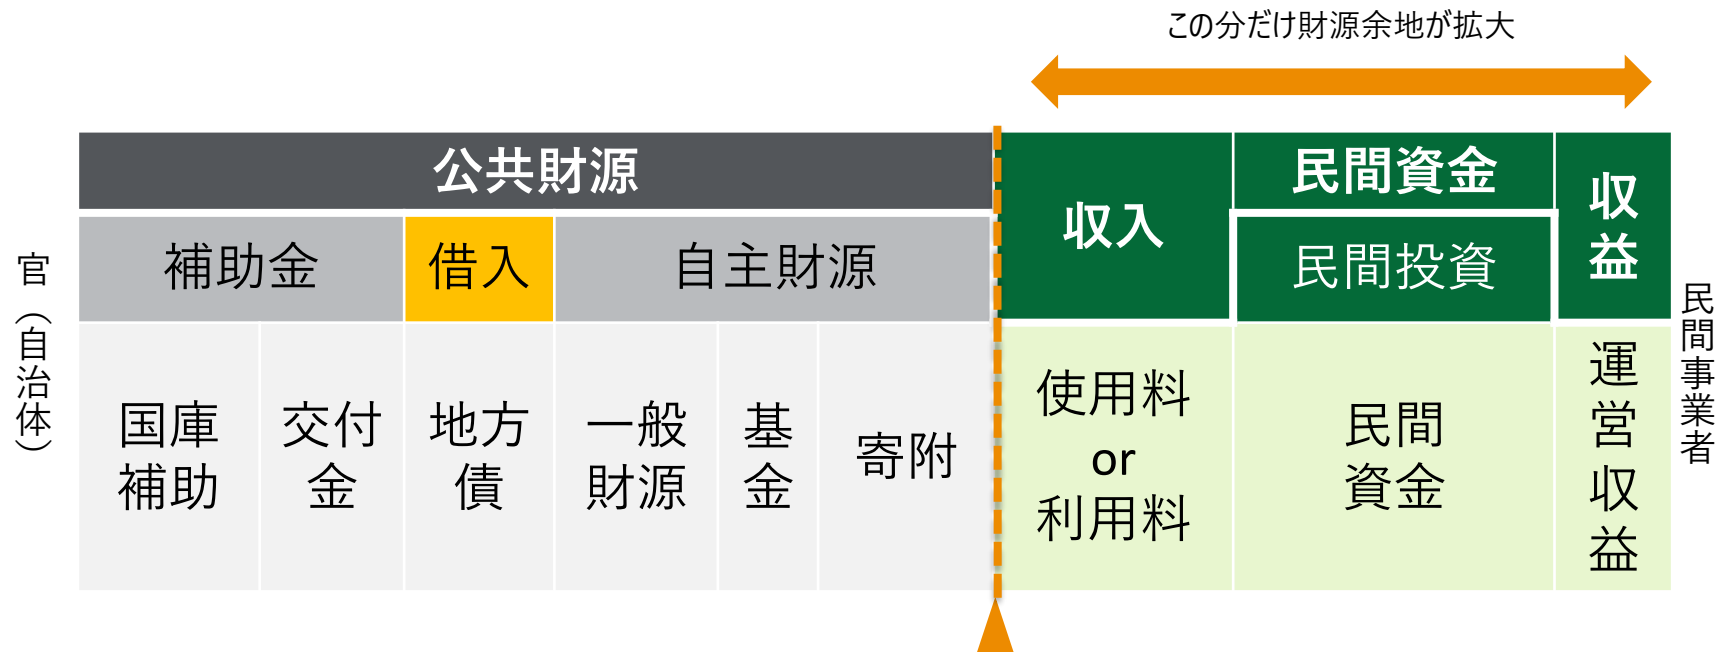 この分だけ財源余地が拡大
公共財源
収入
民間資金
収益
補助金
借入
自主財源
民間投資
官（自治体）
国庫
補助
交付
金
地方
債
一般
財源
基
金
寄附
使用料
or
利用料
民間
資金
運営収益
民間事業者